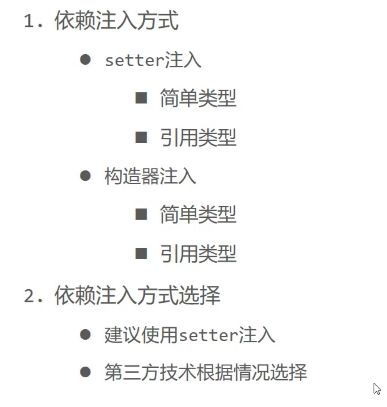 1. 依赖注入方式
● setter注入
■ 简单类型
■ 引用类型
● 构造器注入
■ 简单类型
■ 引用类型
2. 依赖注入方式选择
● 建议使用setter注入
● 第三方技术根据情况选择